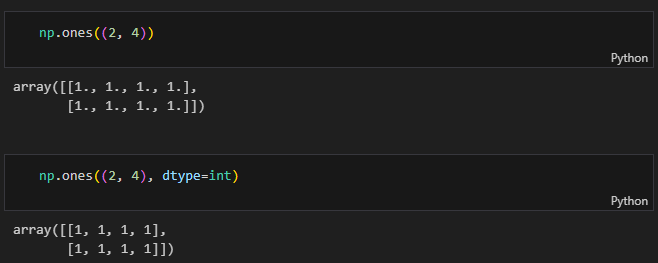 np.ones((2, 4))
Python
array([[1., 1., 1., 1.],
       [1., 1., 1., 1.]])
np.ones((2, 4), dtype=int)
Python
array([[1, 1, 1, 1],
       [1, 1, 1, 1]])